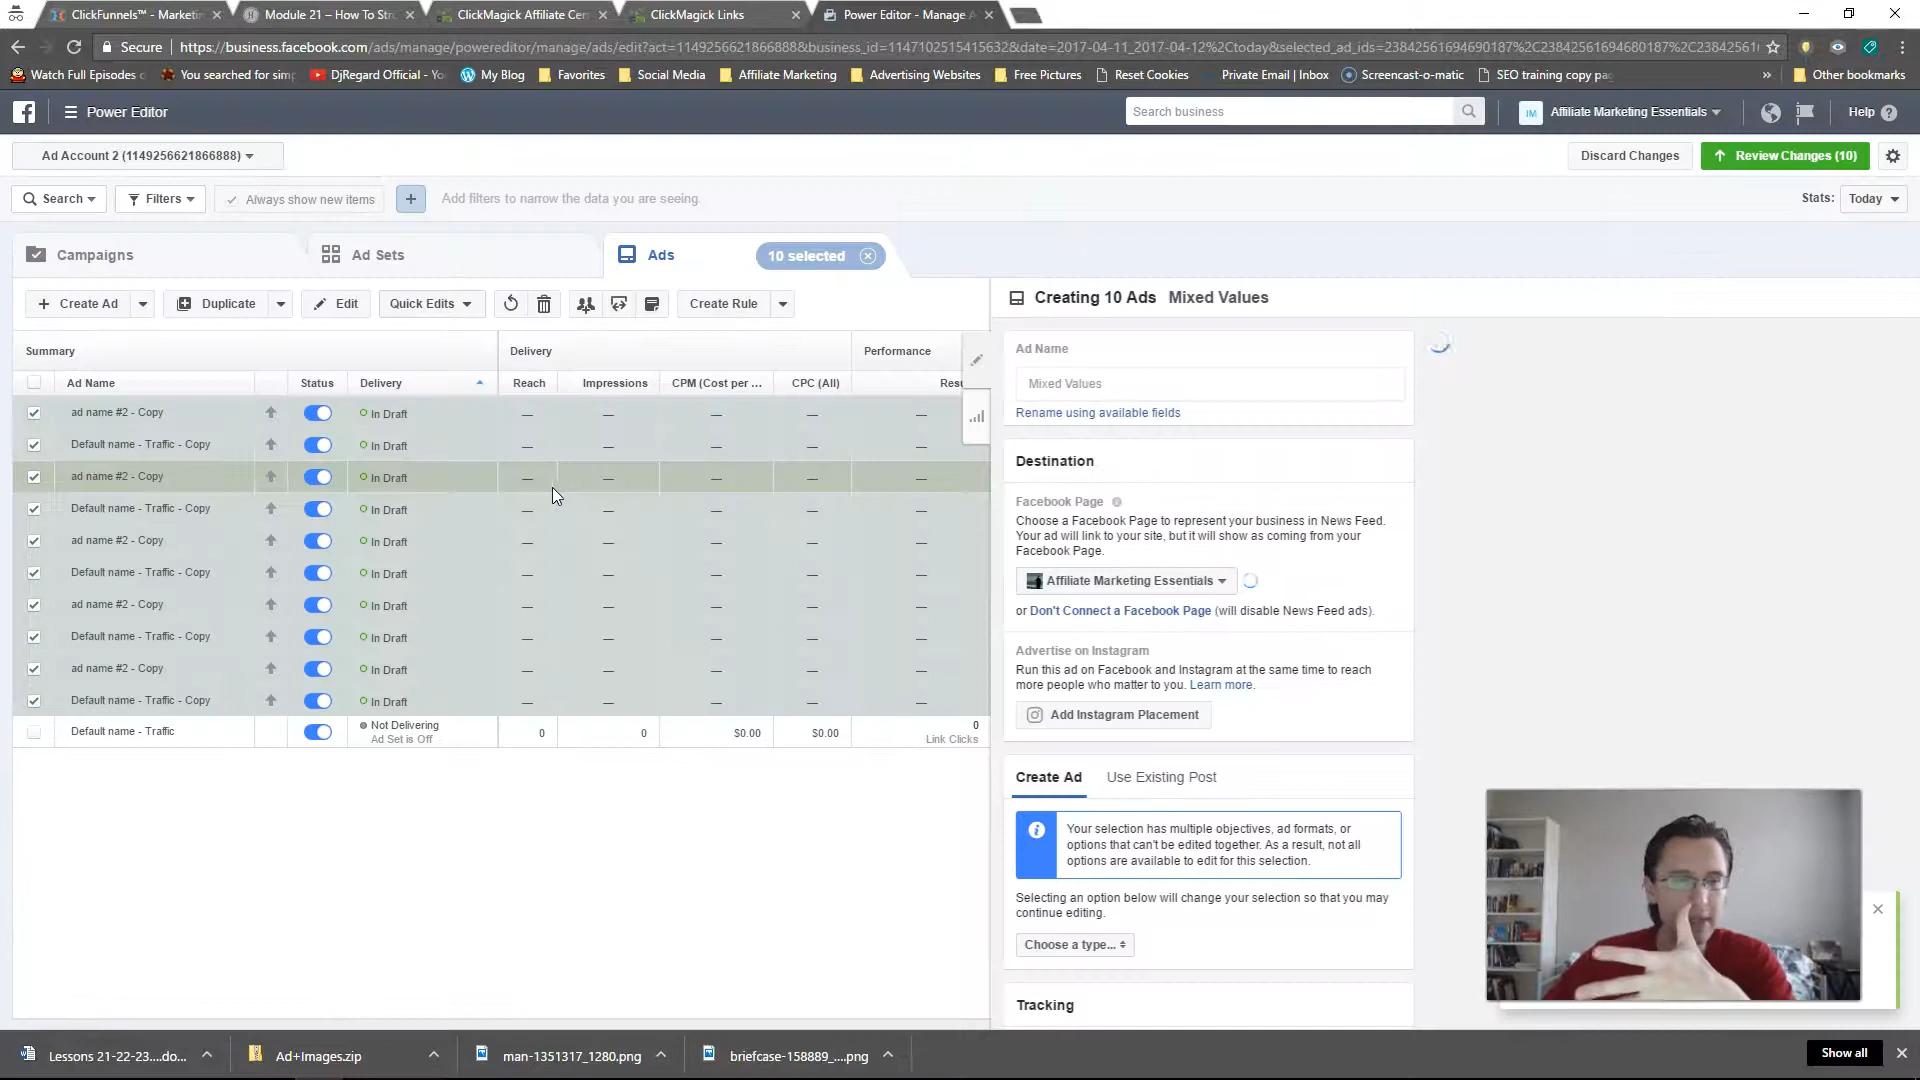 ClickFunnels™ - Marketi
Module 21 – How To Str
ClickMagick Affiliate Cer
ClickMagick Links
Power Editor - Manage A
Secure
https://business.facebook.com/ads/manage/powereditor/manage/ads/edit?act=1149256621866888&business_id=1147102515415632&date=2017-04-11_2017-04-12%2Ctoday&selected_ad_ids=23842561694690187%2C23842561694680187%2C2384256
Watch Full Episodes
You searched for sim
DjRegard Official - Yo
My Blog
Favorites
Social Media
Affiliate Marketing
Advertising Websites
Free Pictures
Reset Cookies
Private Email | Inbox
Screencast-o-matic
SEO training copy pag
»
Other bookmarks
Power Editor
Search business
IM
Affiliate Marketing Essentials
Help
Ad Account 2 (1149256621866888)
Discard Changes
Review Changes (10)
Search
Filters
Always show new items
+
Add filters to narrow the data you are seeing.
Stats:
Today
Campaigns
Ad Sets
Ads
10 selected
Create Ad
Duplicate
Edit
Quick Edits
Create Rule
Creating 10 Ads Mixed Values
Summary
Delivery
Performance
Ad Name
Status
Delivery
Reach
Impressions
CPM (Cost per ...
CPC (All)
Resu
ad name #2 - Copy
In Draft
— — — — —
Default name - Traffic - Copy
In Draft
— — — — —
ad name #2 - Copy
In Draft
— — — — —
Default name - Traffic - Copy
In Draft
— — — — —
ad name #2 - Copy
In Draft
— — — — —
Default name - Traffic - Copy
In Draft
— — — — —
ad name #2 - Copy
In Draft
— — — — —
Default name - Traffic - Copy
In Draft
— — — — —
ad name #2 - Copy
In Draft
— — — — —
Default name - Traffic - Copy
In Draft
— — — — —
Default name - Traffic
Not Delivering
Ad Set is Off
0
0
$0.00
$0.00
0
Link Clicks
Ad Name
Mixed Values
Rename using available fields
Destination
Facebook Page
Choose a Facebook Page to represent your business in News Feed.
Your ad will link to your site, but it will show as coming from your
Facebook Page.
Affiliate Marketing Essentials
or Don't Connect a Facebook Page (will disable News Feed ads).
Advertise on Instagram
Run this ad on Facebook and Instagram at the same time to reach
more people who matter to you. Learn more.
Add Instagram Placement
Create Ad
Use Existing Post
Your selection has multiple objectives, ad formats, or
options that can't be edited together. As a result, not all
options are available to edit for this selection.
Selecting an option below will change your selection so that you may
continue editing.
Choose a type...
Tracking
Lessons 21-22-23....do...
Ad+Images.zip
man-1351317_1280.png
briefcase-158889_....png
Show all